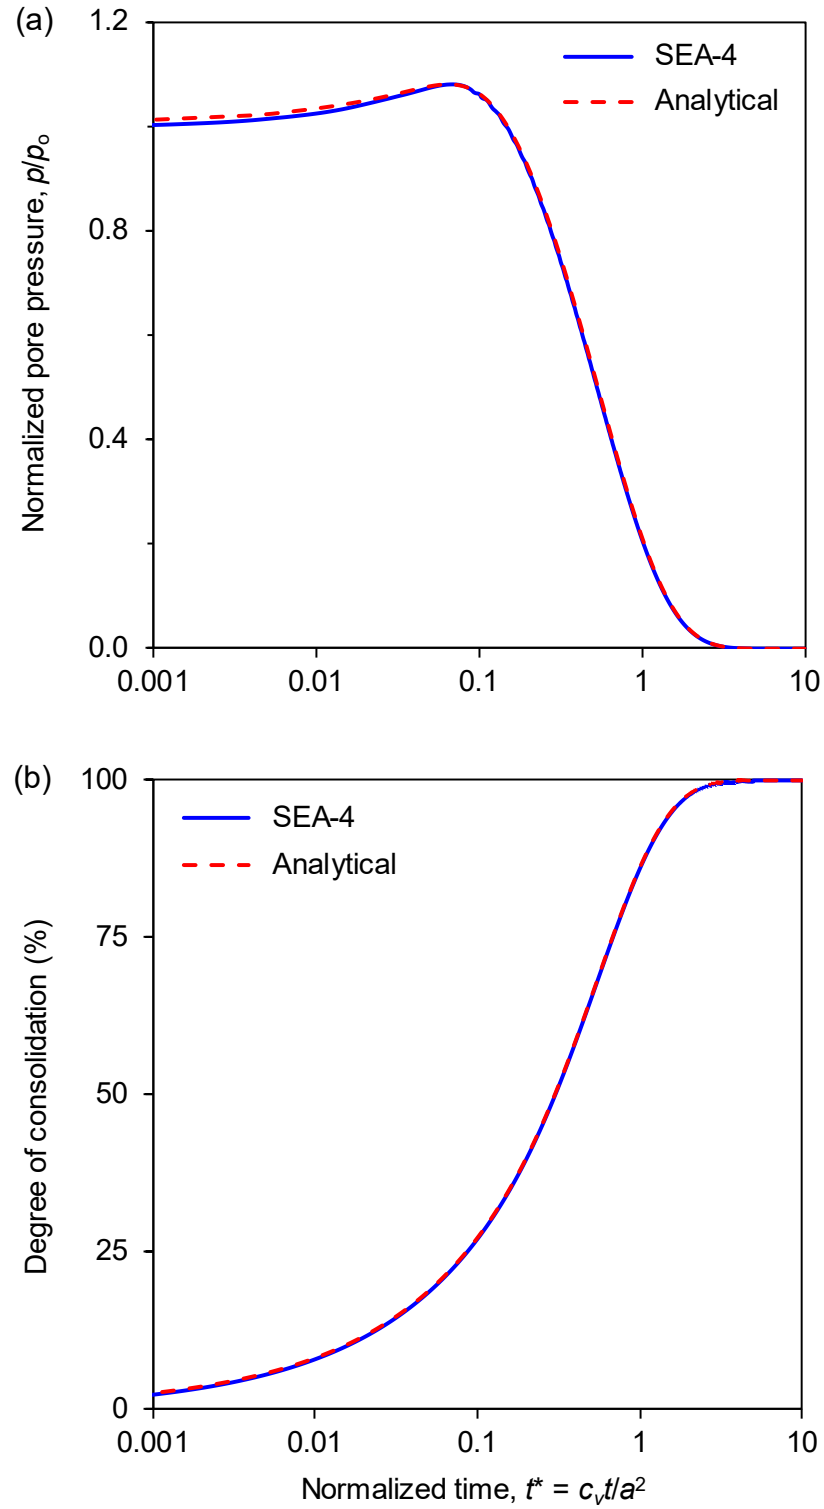 (a)
1.2
0.8
0.4
0.0
Normalized pore pressure, p/pₒ
SEA-4
Analytical
0.001 0.01 0.1 1 10
(b)
100
75
50
25
0
Degree of consolidation (%)
SEA-4
Analytical
0.001 0.01 0.1 1 10
Normalized time, t* = cᵥt/a²